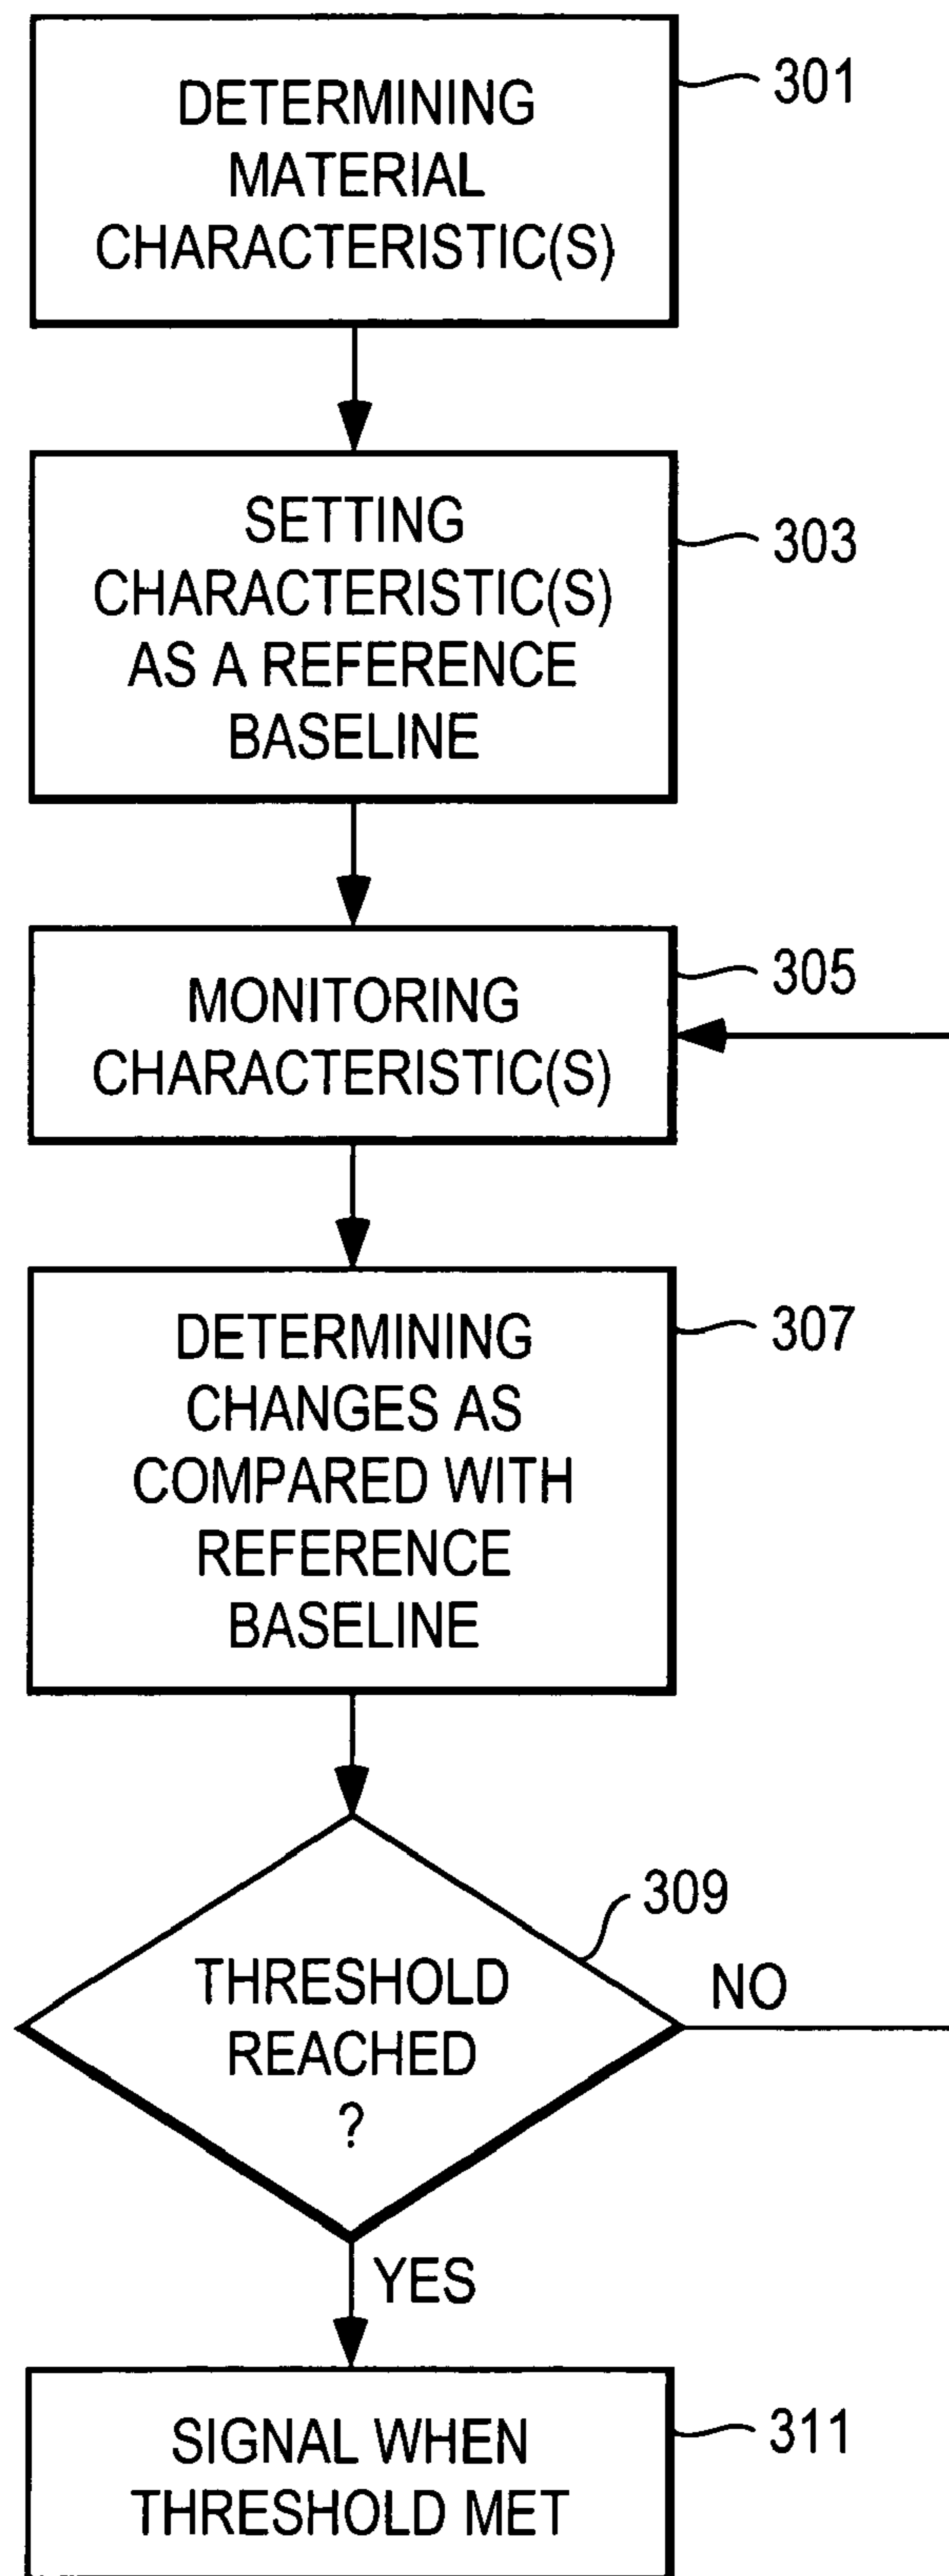 DETERMINING
MATERIAL
CHARACTERISTIC(S)
301
SETTING
CHARACTERISTIC(S)
AS A REFERENCE
BASELINE
303
MONITORING
CHARACTERISTIC(S)
305
DETERMINING
CHANGES AS
COMPARED WITH
REFERENCE
BASELINE
307
THRESHOLD
REACHED
?
309
NO
YES
SIGNAL WHEN
THRESHOLD MET
311